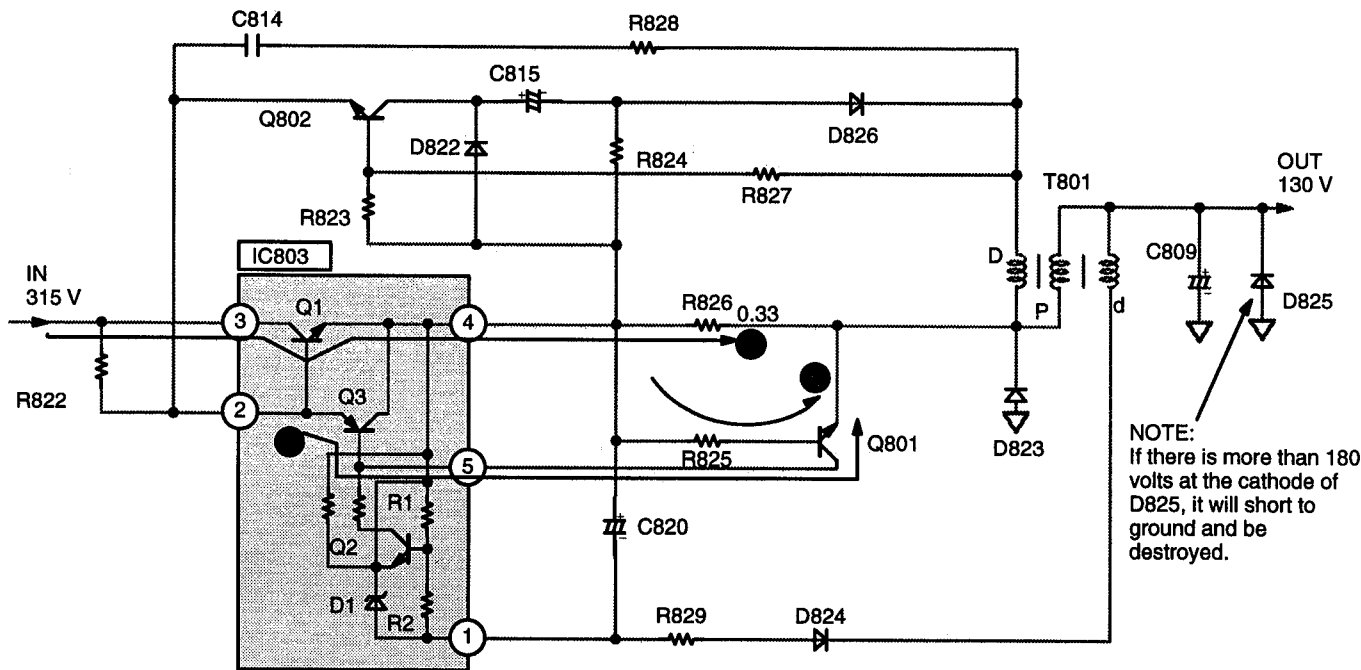 C814
R828
C815
Q802
D826
D822
R824
R827
OUT
130 V
T801
R823
IC803
D
C809
IN
315 V
Q1
R826
0.33
P
d
D825
3
4
R822
2
Q3
Q801
D823
R825
5
NOTE:
If there is more than 180
volts at the cathode of
D825, it will short to
ground and be
destroyed.
R1
C820
Q2
D1
R2
1
R829
D824